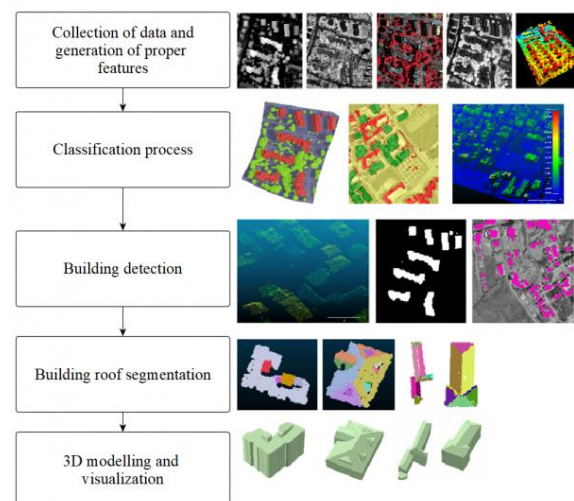 Collection of data and
generation of proper
features
Classification process
Building detection
Building roof segmentation
3D modelling and
visualization